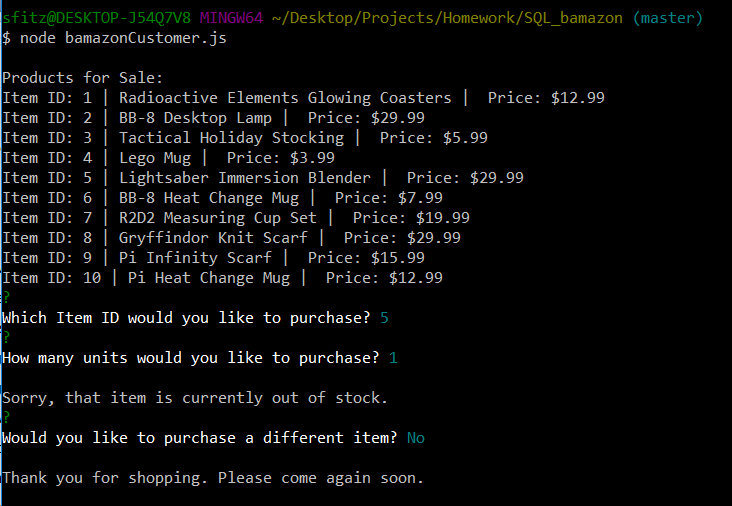 sfitz@DESKTOP-J54Q7V8 MINGW64 ~/Desktop/Projects/Homework/SQL_bamazon (master)
$ node bamazonCustomer.js
Products for Sale:
Item ID: 1 | Radioactive Elements Glowing Coasters |  Price: $12.99
Item ID: 2 | BB-8 Desktop Lamp |  Price: $29.99
Item ID: 3 | Tactical Holiday Stocking |  Price: $5.99
Item ID: 4 | Lego Mug |  Price: $3.99
Item ID: 5 | Lightsaber Immersion Blender |  Price: $29.99
Item ID: 6 | BB-8 Heat Change Mug |  Price: $7.99
Item ID: 7 | R2D2 Measuring Cup Set |  Price: $19.99
Item ID: 8 | Gryffindor Knit Scarf |  Price: $29.99
Item ID: 9 | Pi Infinity Scarf |  Price: $15.99
Item ID: 10 | Pi Heat Change Mug |  Price: $12.99
?
Which Item ID would you like to purchase? 5
?
How many units would you like to purchase? 1
Sorry, that item is currently out of stock.
?
Would you like to purchase a different item? No
Thank you for shopping. Please come again soon.